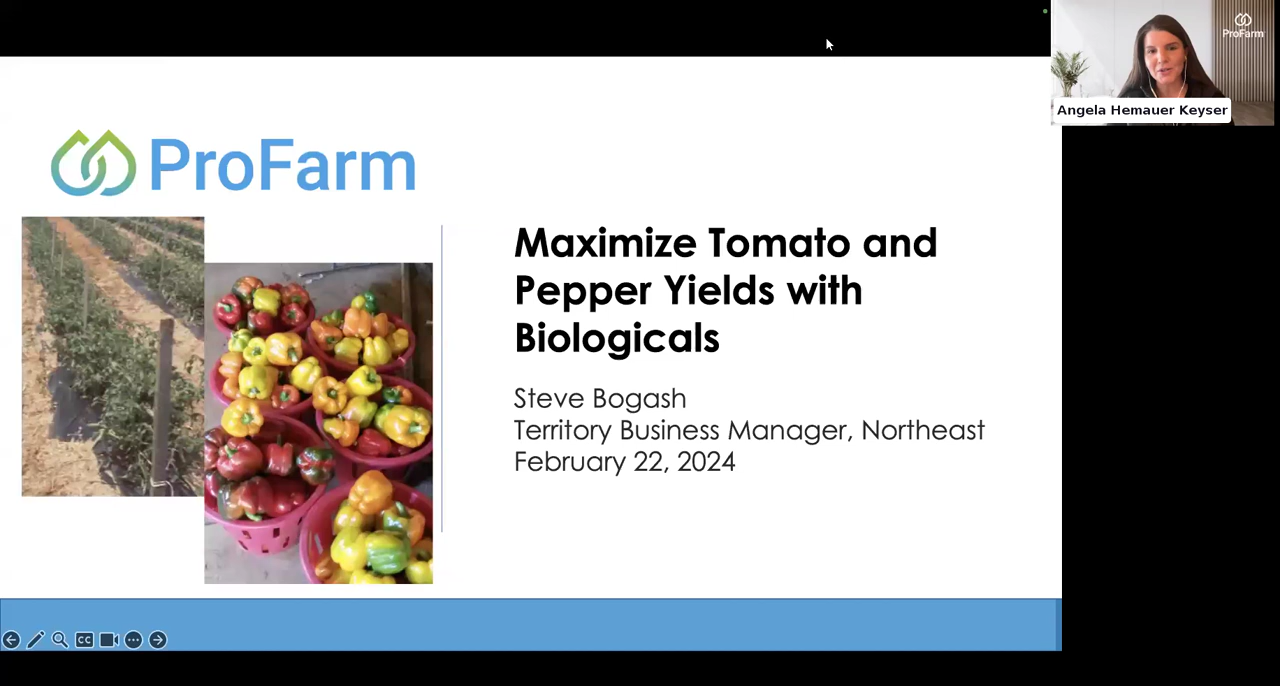 ProFarm
Angela Hemauer Keyser
ProFarm
Maximize Tomato and
Pepper Yields with
Biologicals
Steve Bogash
Territory Business Manager, Northeast
February 22, 2024
CC